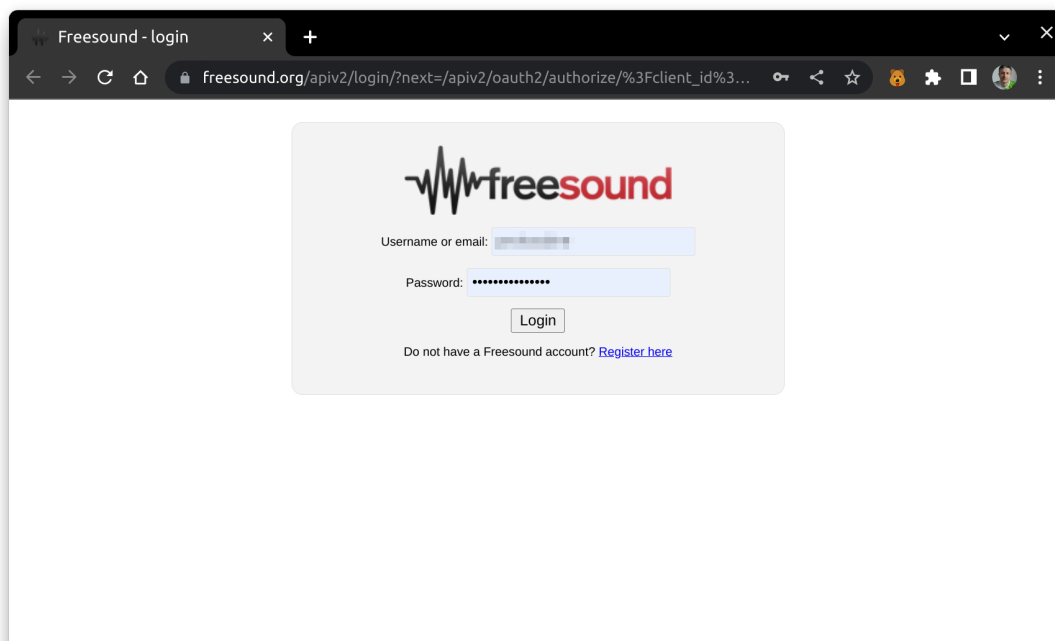 Freesound - login
freesound.org/apiv2/login/?next=/apiv2/oauth2/authorize/%3Fclient_id%3...
freesound
Username or email:
Password: •••••••••••••••
Login
Do not have a Freesound account? Register here